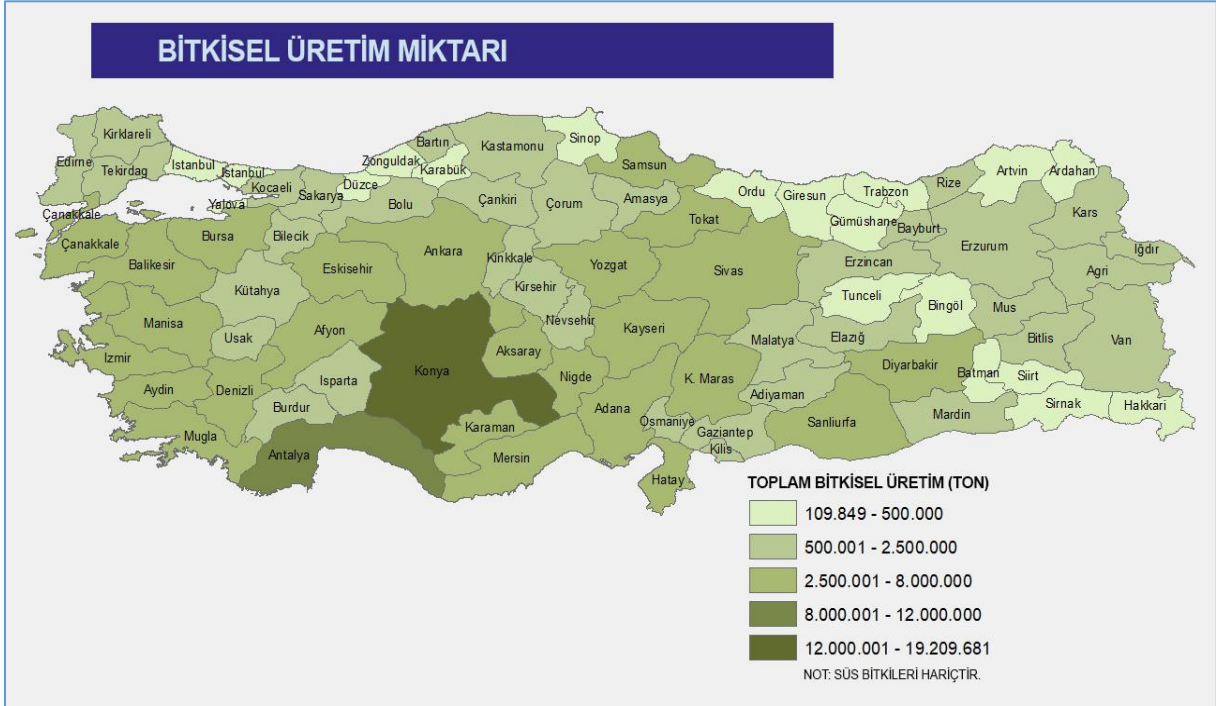 BİTKİSEL ÜRETİM MİKTARI
Kirklareli
Edirne
Tekirdag
Istanbul
Istanbul
Kocaeli
Yalova
Sakarya
Düzce
Zonguldak
Bartın
Karabük
Kastamonu
Sinop
Samsun
Bolu
Çankiri
Çorum
Amasya
Tokat
Ordu
Giresun
Trabzon
Gümüshane
Rize
Bayburt
Artvin
Ardahan
Kars
Iğdır
Agri
Erzurum
Erzincan
Çanakkale
Çanakkale
Bursa
Bilecik
Balikesir
Kütahya
Eskisehir
Ankara
Kirikkale
Kirsehir
Yozgat
Sivas
Tunceli
Bingöl
Mus
Bitlis
Van
Manisa
Usak
Afyon
Konya
Aksaray
Nevsehir
Nigde
Kayseri
Malatya
Elazığ
Diyarbakir
Batman
Siirt
Sirnak
Hakkari
Izmir
Aydin
Denizli
Isparta
Burdur
Mugla
Antalya
Karaman
Mersin
Adana
K. Maras
Osmaniye
Adiyaman
Gaziantep
Kilis
Sanliurfa
Mardin
Hatay
TOPLAM BİTKİSEL ÜRETİM (TON)
109.849 - 500.000
500.001 - 2.500.000
2.500.001 - 8.000.000
8.000.001 - 12.000.000
12.000.001 - 19.209.681
NOT: SÜS BİTKİLERİ HARİÇTİR.